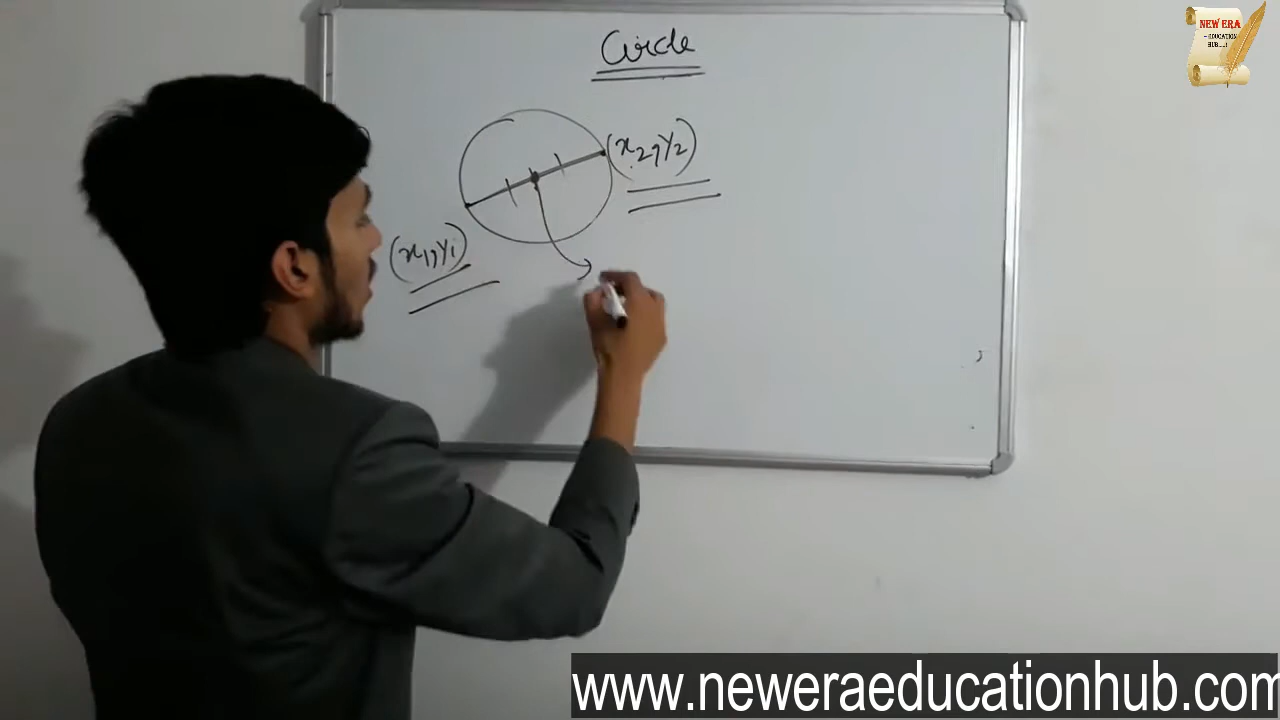 Circle
(x2, y2)
(x1, y1)
NEW ERA
- EDUCATION
HUB....!
www.neweraeducationhub.com